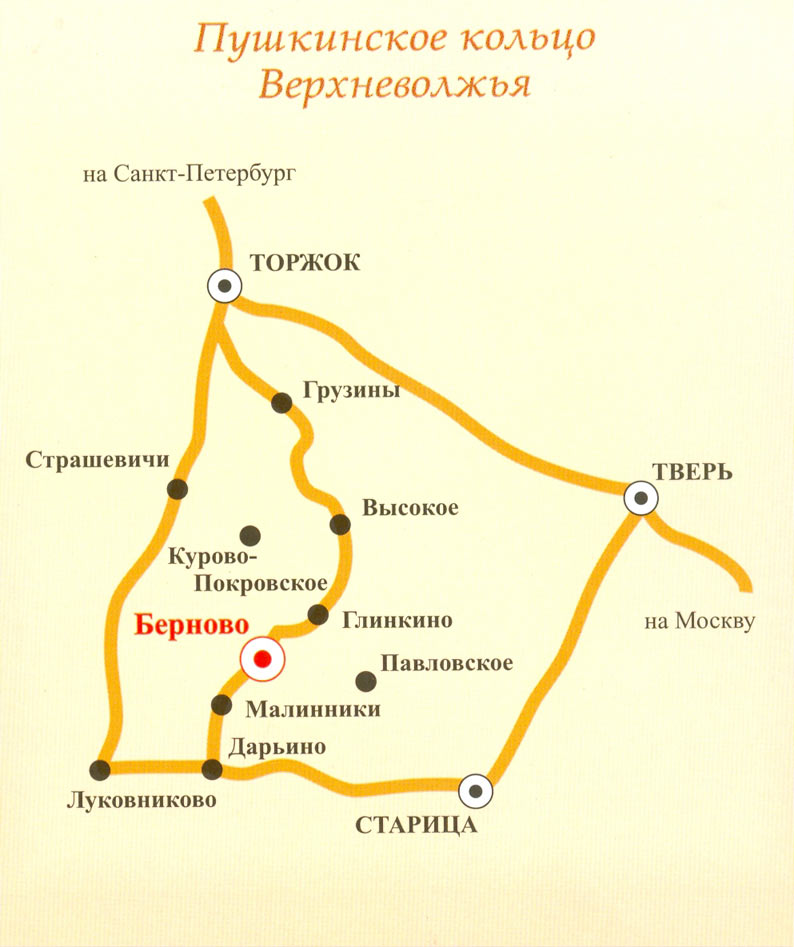 Пушкинское кольцо
Верхневолжья
на Санкт-Петербург
ТОРЖОК
Грузины
Страшевичи
ТВЕРЬ
Высокое
Курово-
Покровское
Берново
Глинкино
на Москву
Павловское
Малинники
Дарьино
Луковниково
СТАРИЦА